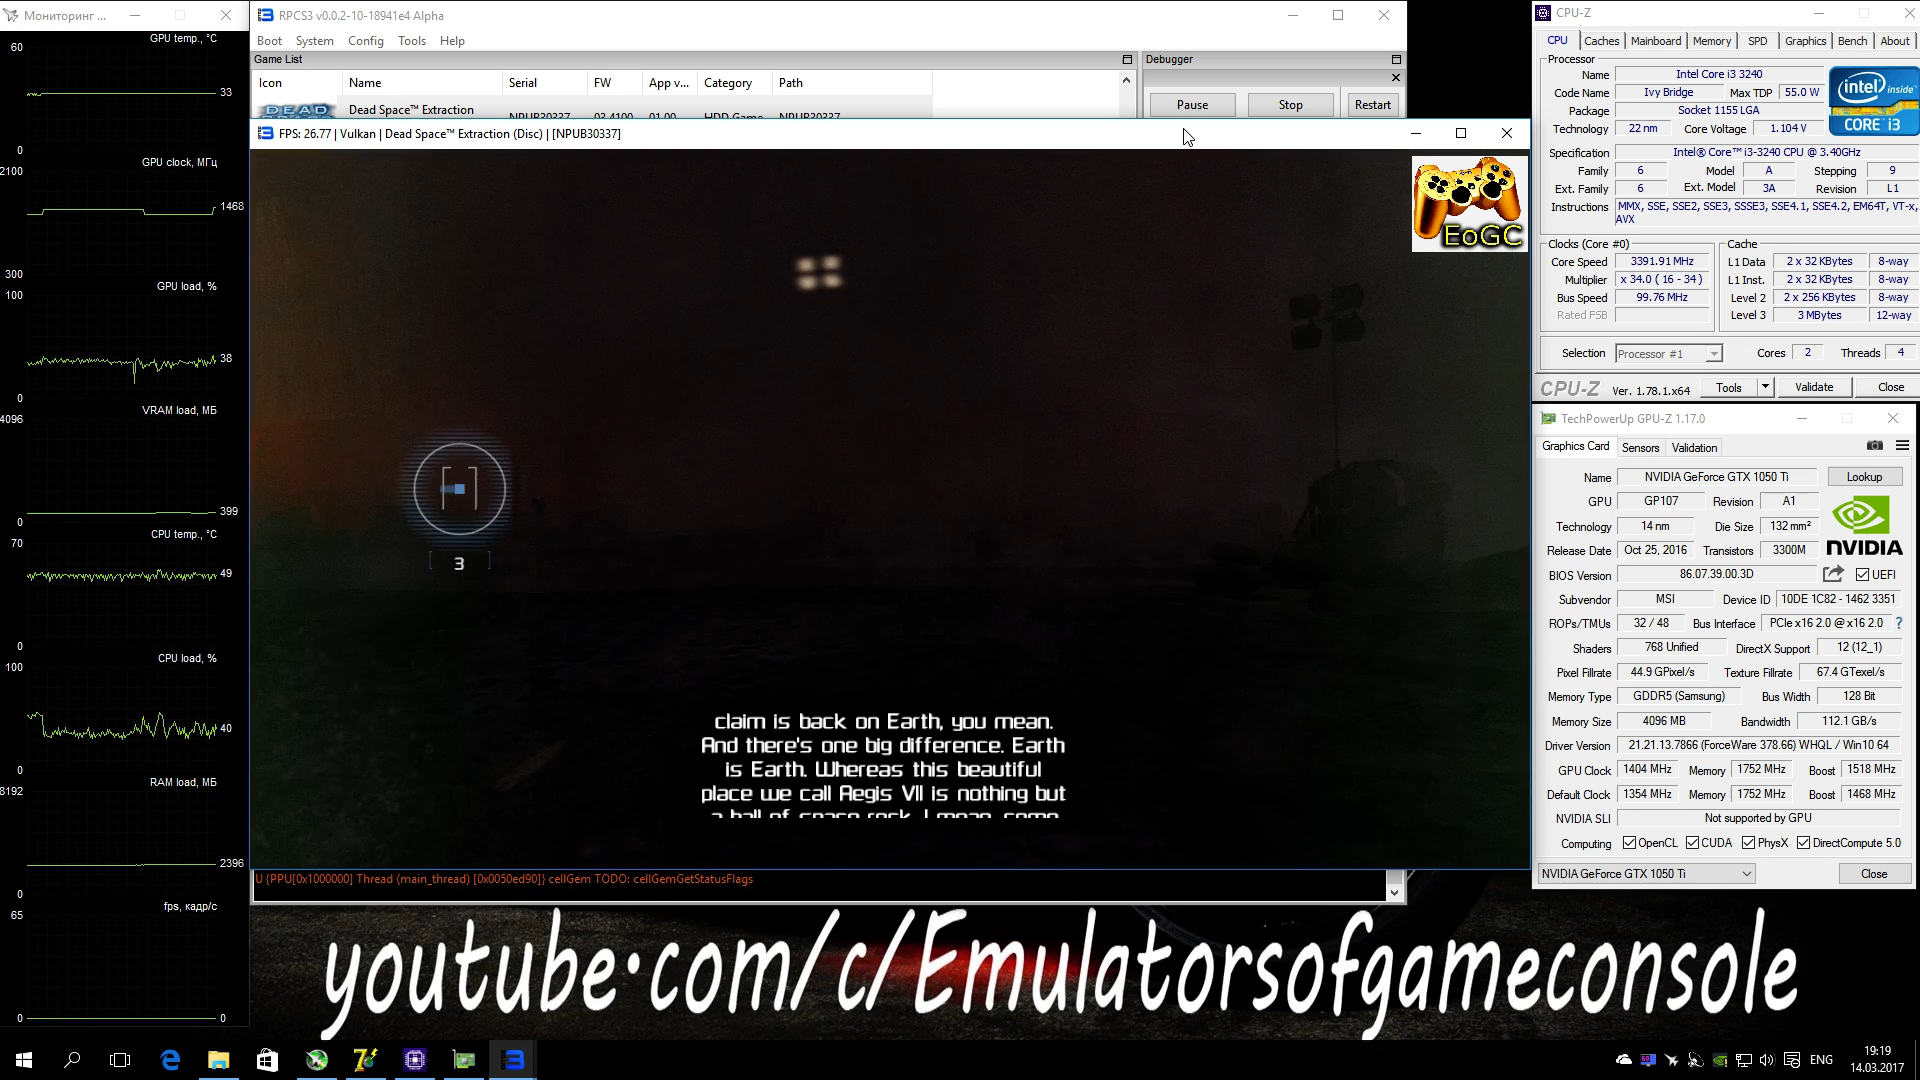 Мониторинг ...
GPU temp., °C
60
33
0
GPU clock, МГц
2100
1468
300
GPU load, %
100
38
0
VRAM load, МБ
4096
399
0
CPU temp., °C
70
49
0
CPU load, %
100
40
0
RAM load, МБ
8192
2396
0
fps, кадр/с
65
0
0
RPCS3 v0.0.2-10-18941e4 Alpha
Boot System Config Tools Help
Game List
Debugger
Icon Name Serial FW App v... Category Path
DEAD
Dead Space™ Extraction
NPUB30337 03.4100 01.00 HDD Game NPUB30337
Pause Stop Restart
FPS: 26.77 | Vulkan | Dead Space™ Extraction (Disc) | [NPUB30337]
EoGC
3
claim is back on Earth, you mean.
And there's one big difference. Earth
is Earth. Whereas this beautiful
place we call Aegis VII is nothing but
a ball of space rock. I mean, some
U {PPU[0x1000000] Thread (main_thread) [0x0050ed90]} cellGem TODO: cellGemGetStatusFlags
youtube.com/c/Emulatorsofgameconsole
CPU-Z
CPU Caches Mainboard Memory SPD Graphics Bench About
Processor
Name Intel Core i3 3240
Code Name Ivy Bridge Max TDP 55.0 W
Package Socket 1155 LGA
Technology 22 nm Core Voltage 1.104 V
intel inside
CORE i3
Specification Intel® Core™ i3-3240 CPU @ 3.40GHz
Family 6 Model A Stepping 9
Ext. Family 6 Ext. Model 3A Revision L1
Instructions MMX, SSE, SSE2, SSE3, SSSE3, SSE4.1, SSE4.2, EM64T, VT-x,
AVX
Clocks (Core #0)
Core Speed 3391.91 MHz
Multiplier x 34.0 ( 16 - 34 )
Bus Speed 99.76 MHz
Rated FSB
Cache
L1 Data 2 x 32 KBytes 8-way
L1 Inst. 2 x 32 KBytes 8-way
Level 2 2 x 256 KBytes 8-way
Level 3 3 MBytes 12-way
Selection Processor #1 Cores 2 Threads 4
CPU-Z Ver. 1.78.1.x64 Tools Validate Close
TechPowerUp GPU-Z 1.17.0
Graphics Card Sensors Validation
Name NVIDIA GeForce GTX 1050 Ti Lookup
GPU GP107 Revision A1
Technology 14 nm Die Size 132 mm²
Release Date Oct 25, 2016 Transistors 3300M
NVIDIA
BIOS Version 86.07.39.00.3D UEFI
Subvendor MSI Device ID 10DE 1C82 - 1462 3351
ROPs/TMUs 32 / 48 Bus Interface PCIe x16 2.0 @ x16 2.0 ?
Shaders 768 Unified DirectX Support 12 (12_1)
Pixel Fillrate 44.9 GPixel/s Texture Fillrate 67.4 GTexel/s
Memory Type GDDR5 (Samsung) Bus Width 128 Bit
Memory Size 4096 MB Bandwidth 112.1 GB/s
Driver Version 21.21.13.7866 (ForceWare 378.66) WHQL / Win10 64
GPU Clock 1404 MHz Memory 1752 MHz Boost 1518 MHz
Default Clock 1354 MHz Memory 1752 MHz Boost 1468 MHz
NVIDIA SLI Not supported by GPU
Computing OpenCL CUDA PhysX DirectCompute 5.0
NVIDIA GeForce GTX 1050 Ti Close
ENG
19:19
14.03.2017